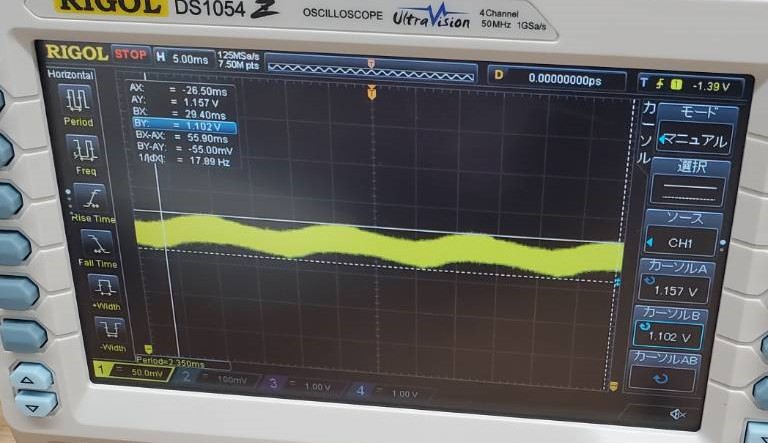 RIGOL DS1054Z OSCILLOSCOPE UltraVision 4Channel
50MHz 1GSa/s
RIGOL STOP H 5.00ms 125MSa/s
7.50M pts
D 0.00000000ps T 1 -1.39 V
Horizontal
Period
Freq
Rise Time
Fall Time
+Width
-Width
AX: = -26.50ms
AY: = 1.157 V
BX: = 29.40ms
BY: = 1.102 V
BX-AX: = 55.90ms
BY-AY: = -55.00mV
1/|dX|: = 17.89 Hz
T
カーソル
モード
マニュアル
選択
ソース
CH1
カーソルA
1.157 V
カーソルB
1.102 V
カーソルAB
Period=2.350ms
1 = 50.0mV 2 = 100mV 3 = 1.00 V 4 = 1.00 V